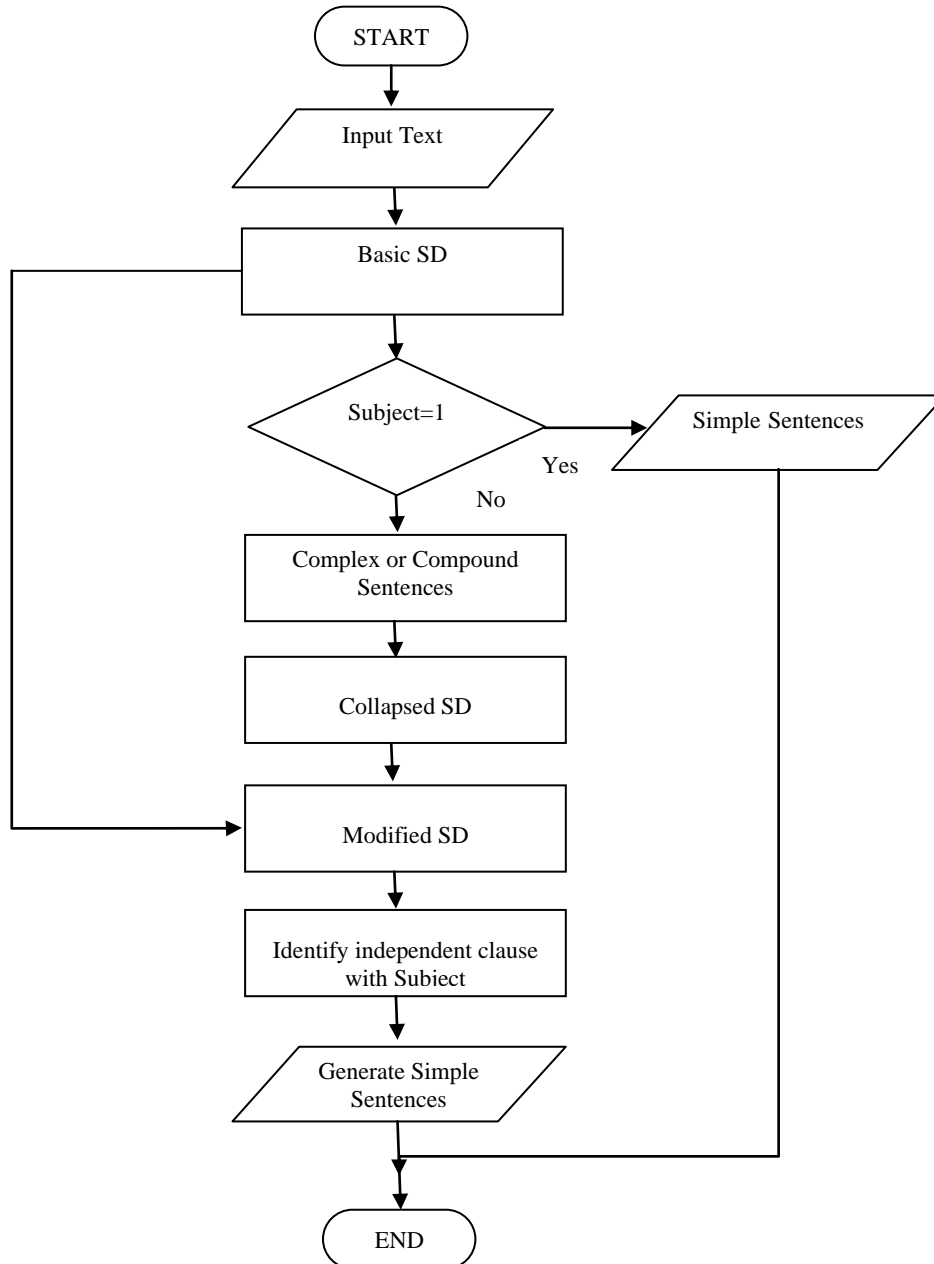 START
Input Text
Basic SD
Subject=1
Simple Sentences
Yes
No
Complex or Compound
Sentences
Collapsed SD
Modified SD
Identify independent clause
with Subject
Generate Simple
Sentences
END